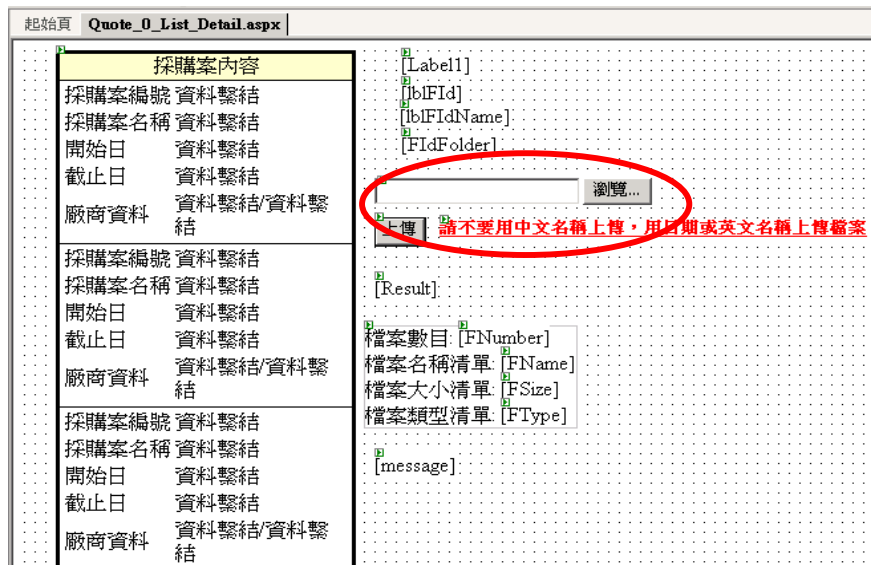 起始頁 Quote_0_List_Detail.aspx
採購案內容
採購案編號 資料繫結
採購案名稱 資料繫結
開始日 資料繫結
截止日 資料繫結
廠商資料 資料繫結/資料繫
結
採購案編號 資料繫結
採購案名稱 資料繫結
開始日 資料繫結
截止日 資料繫結
廠商資料 資料繫結/資料繫
結
採購案編號 資料繫結
採購案名稱 資料繫結
開始日 資料繫結
截止日 資料繫結
廠商資料 資料繫結/資料繫
結
[Label1]
[lblFId]
[lblFIdName]
[FIdFolder]
瀏覽...
上傳 請不要用中文名稱上傳，用日期或英文名稱上傳檔案
[Result]
檔案數目: [FNumber]
檔案名稱清單: [FName]
檔案大小清單: [FSize]
檔案類型清單: [FType]
[message]